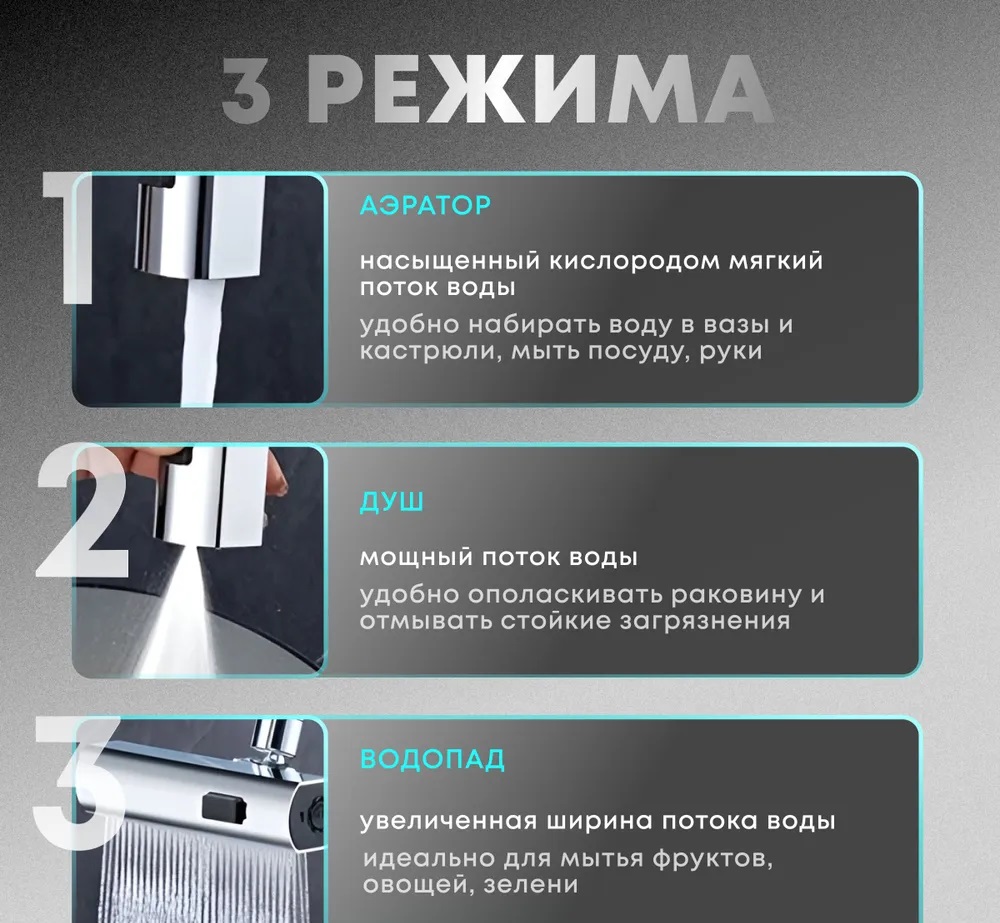 3 РЕЖИМА
1
АЭРАТОР
насыщенный кислородом мягкий
поток воды
удобно набирать воду в вазы и
кастрюли, мыть посуду, руки
2
ДУШ
мощный поток воды
удобно ополаскивать раковину и
отмывать стойкие загрязнения
3
ВОДОПАД
увеличенная ширина потока воды
идеально для мытья фруктов,
овощей, зелени